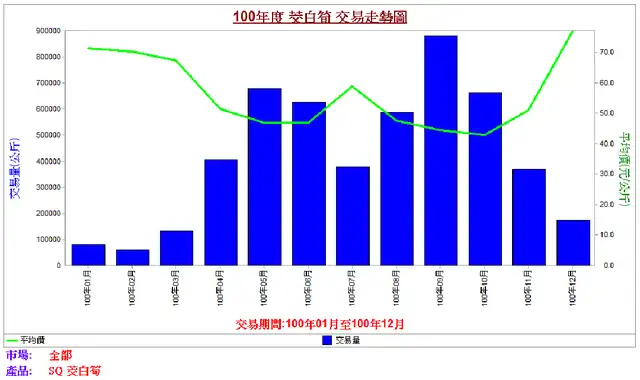 100年度 茭白筍 交易走勢圖
900000
800000
700000
600000
500000
400000
300000
200000
100000
0
交易量(公斤)
70.0
60.0
50.0
40.0
30.0
20.0
10.0
0.0
平均價(元/公斤)
100年01月
100年02月
100年03月
100年04月
100年05月
100年06月
100年07月
100年08月
100年09月
100年10月
100年11月
100年12月
交易期間:100年01月至100年12月
平均價 交易量
市場: 全部
產品: SQ 茭白筍